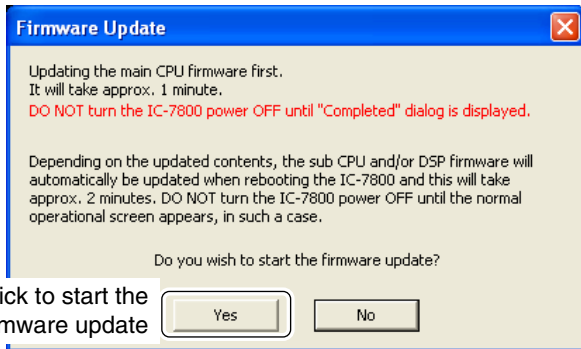 Firmware Update
Updating the main CPU firmware first.
It will take approx. 1 minute.
DO NOT turn the IC-7800 power OFF until "Completed" dialog is displayed.
Depending on the updated contents, the sub CPU and/or DSP firmware will
automatically be updated when rebooting the IC-7800 and this will take
approx. 2 minutes. DO NOT turn the IC-7800 power OFF until the normal
operational screen appears, in such a case.
Do you wish to start the firmware update?
ick to start the
mware update
Yes No